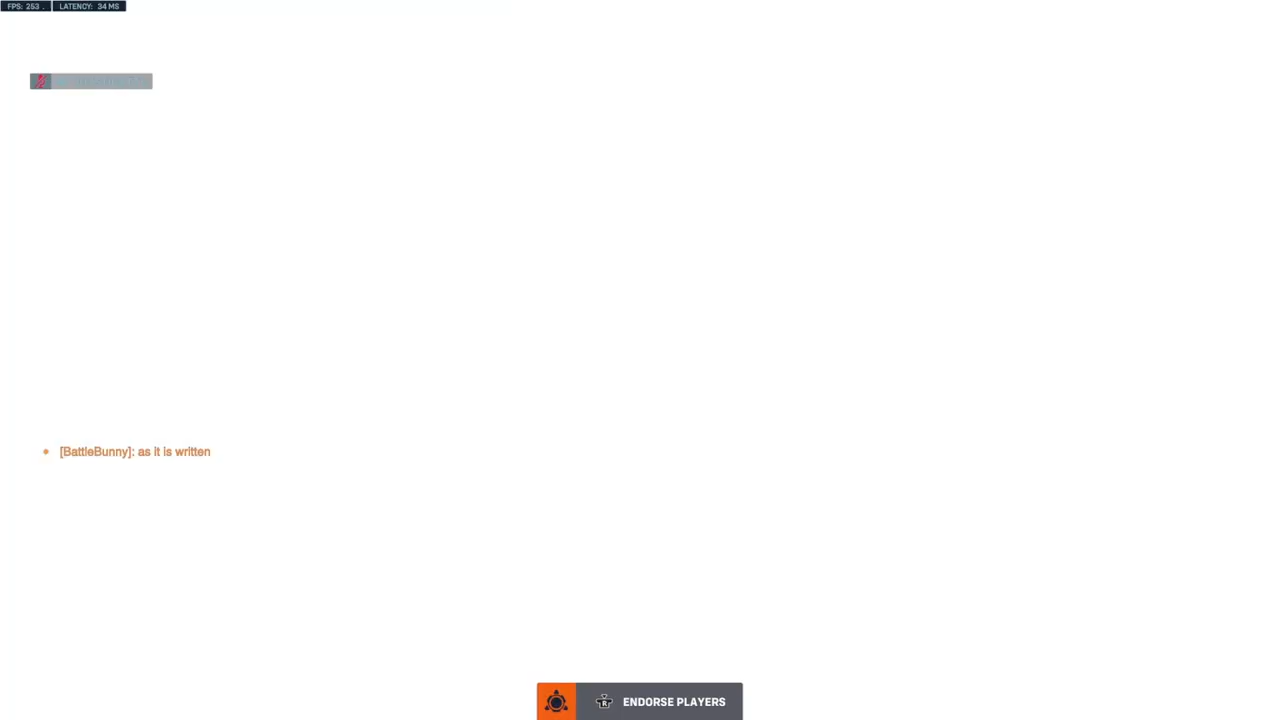 FPS: 253 . LATENCY: 34 MS
[BattleBunny]: as it is written
R ENDORSE PLAYERS